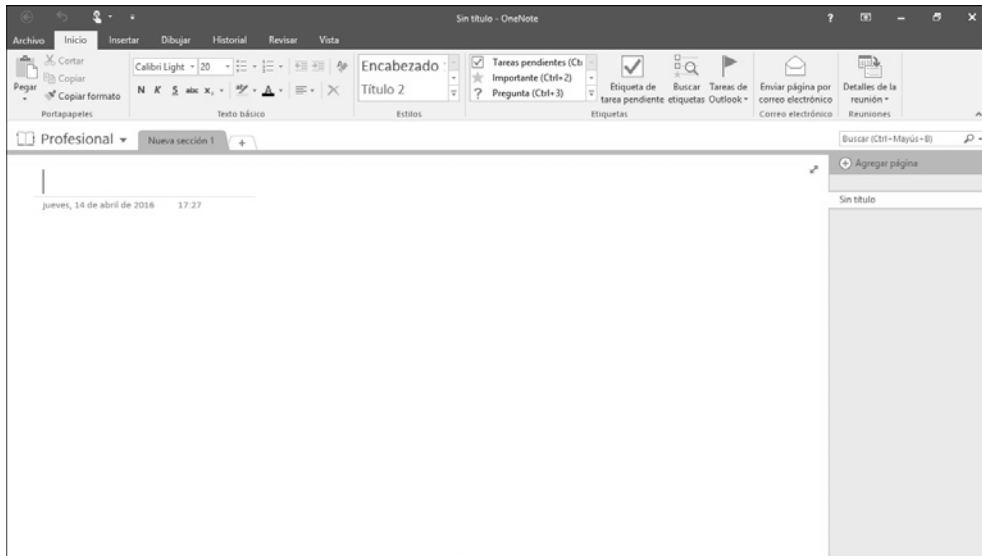 Sin título - OneNote
Archivo Inicio Insertar Dibujar Historial Revisar Vista
Pegar
Cortar
Copiar
Copiar formato
Portapapeles
Calibri Light 20
N K S abc x,
Texto básico
Encabezado
Título 2
Estilos
Tareas pendientes (Ctr
Importante (Ctrl+2)
Pregunta (Ctrl+3)
Etiqueta de
tarea pendiente
Buscar
etiquetas
Tareas de
Outlook
Etiquetas
Enviar página por
correo electrónico
Correo electrónico
Detalles de la
reunión
Reuniones
Profesional
Nueva sección 1
+
Buscar (Ctrl+Mayús+B)
Agregar página
jueves, 14 de abril de 2016 17:27
Sin título